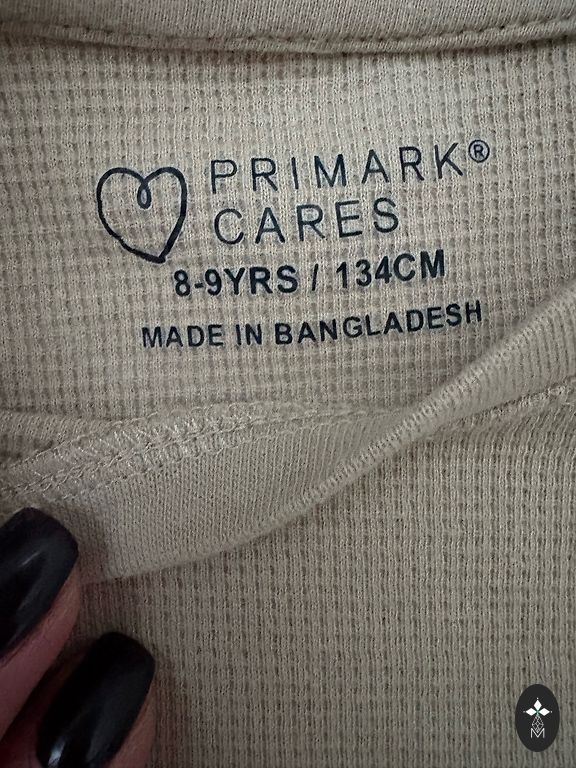 PRIMARK®
CARES
8-9YRS / 134CM
MADE IN BANGLADESH
M